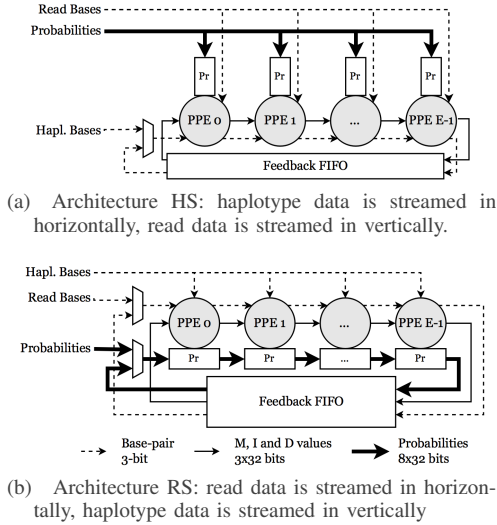 Read Bases
Probabilities
Pr Pr Pr Pr
PPE 0 PPE 1 ... PPE E-1
Hapl. Bases
Feedback FIFO
(a) Architecture HS: haplotype data is streamed in
horizontally, read data is streamed in vertically.
Hapl. Bases
Read Bases
PPE 0 PPE 1 ... PPE E-1
Probabilities
Pr Pr ... Pr
Feedback FIFO
Base-pair M, I and D values Probabilities
3-bit 3x32 bits 8x32 bits
(b) Architecture RS: read data is streamed in horizon-
tally, haplotype data is streamed in vertically